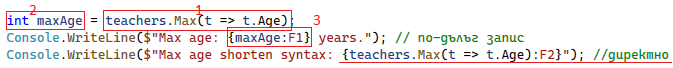 2 1 3
int maxAge = teachers.Max(t => t.Age);
Console.WriteLine($"Max age: {maxAge:F1} years."); // по-дълъг запис
Console.WriteLine($"Max age shorten syntax: {teachers.Max(t => t.Age):F2}"); //директно